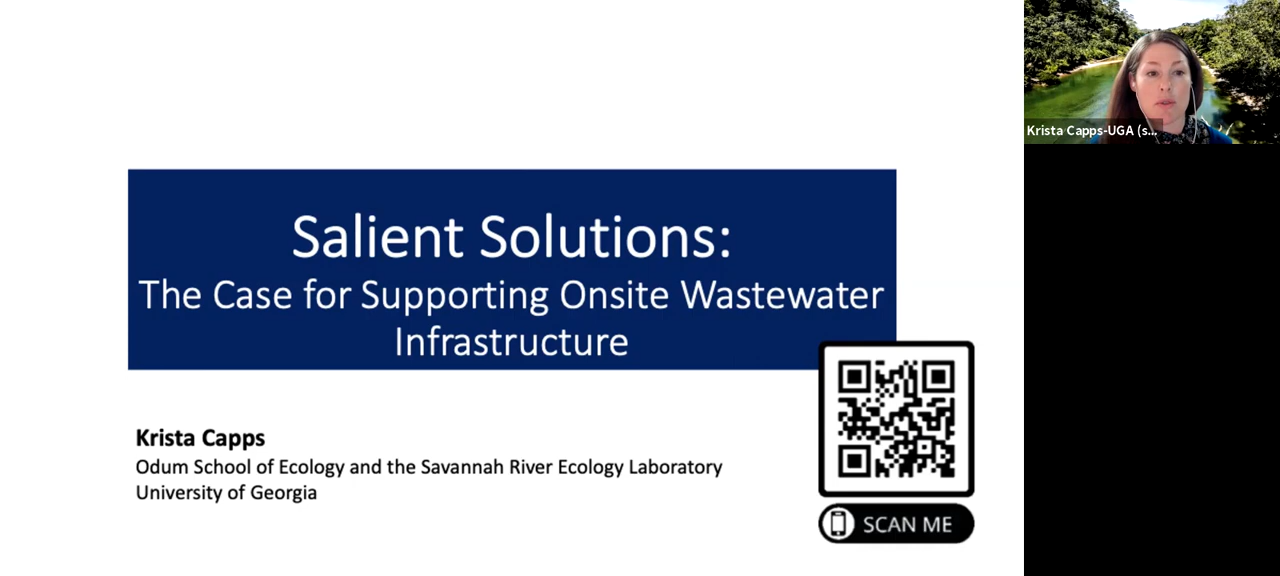 Salient Solutions:
The Case for Supporting Onsite Wastewater
Infrastructure
Krista Capps
Odum School of Ecology and the Savannah River Ecology Laboratory
University of Georgia
SCAN ME
Krista Capps-UGA (s...